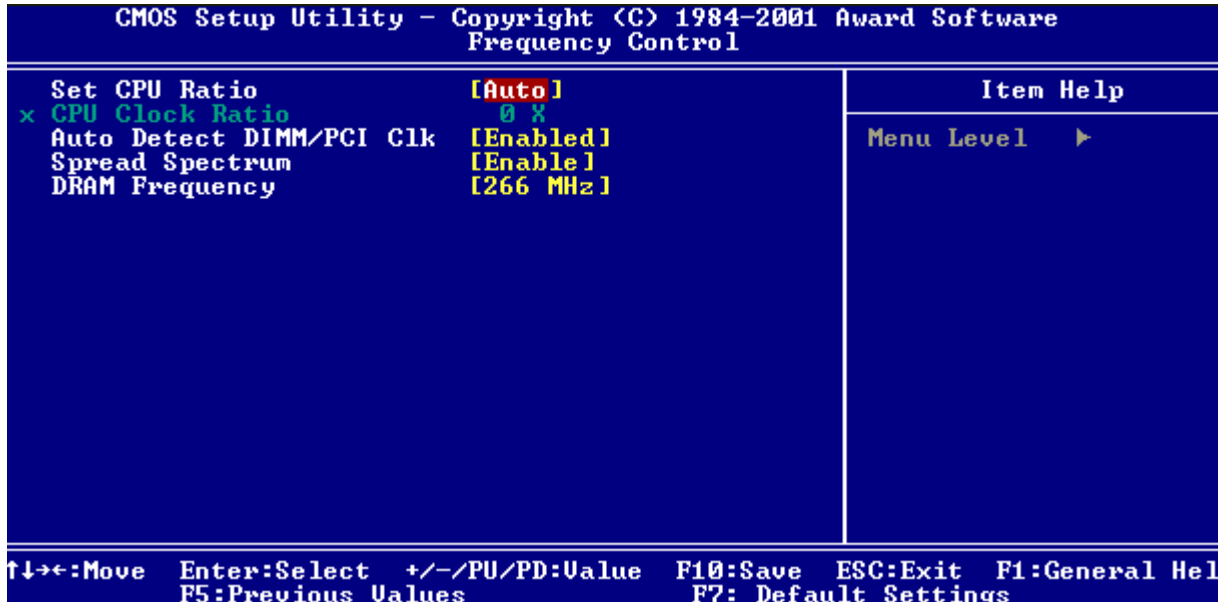 CMOS Setup Utility – Copyright (C) 1984–2001 Award Software
Frequency Control
Set CPU Ratio [Auto]
x CPU Clock Ratio 0 X
Auto Detect DIMM/PCI Clk [Enabled]
Spread Spectrum [Enable]
DRAM Frequency [266 MHz]
Item Help
Menu Level ►
↑↓→←:Move Enter:Select +/-/PU/PD:Value F10:Save ESC:Exit F1:General Hel
F5:Previous Values F7: Default Settings